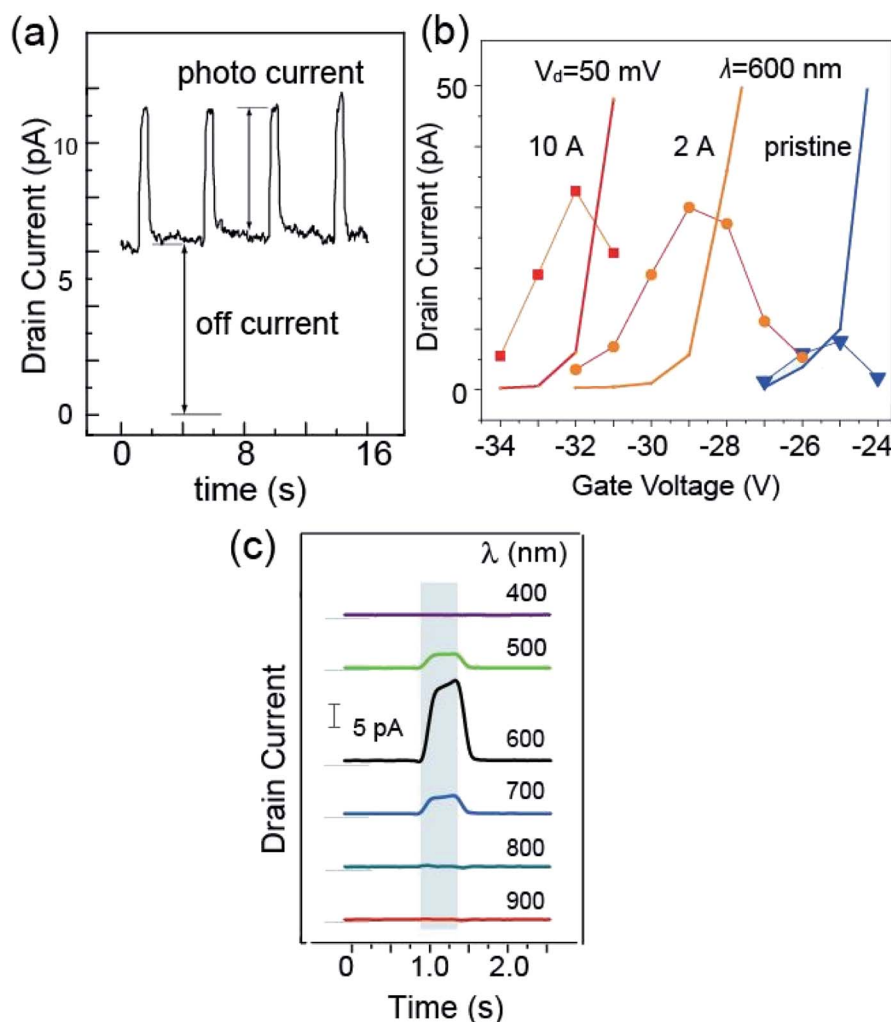 (a)
photo current
off current
Drain Current (pA)
10
5
0
0 8 16
time (s)
(b)
V_d=50 mV λ=600 nm
10 A 2 A pristine
Drain Current (pA)
50
0
-34 -32 -30 -28 -26 -24
Gate Voltage (V)
(c)
λ (nm)
400
500
5 pA
600
700
800
900
Drain Current
0 1.0 2.0
Time (s)